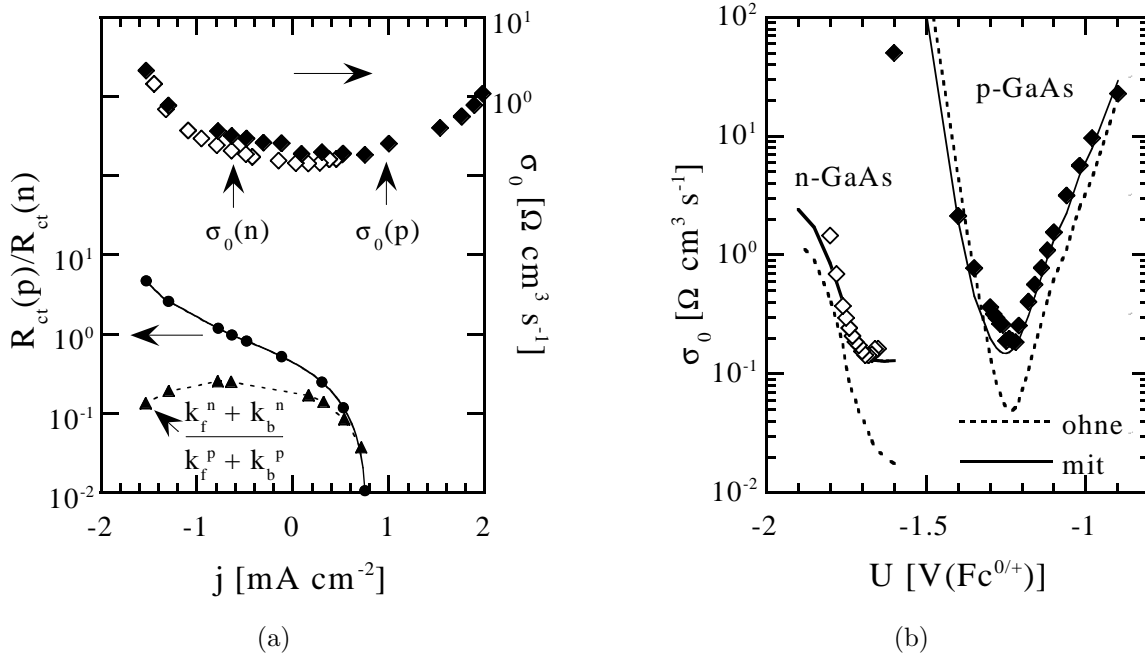 R_ct(p)/R_ct(n)
10^1
10^0
10^-1
10^-2
σ_0(n)
σ_0(p)
k_f^n + k_b^n
k_f^p + k_b^p
10^1
10^0
σ_0 [Ω cm^3 s^-1]
-2 -1 0 1 2
j [mA cm^-2]
(a)
σ_0 [Ω cm^3 s^-1]
10^2
10^1
10^0
10^-1
10^-2
p-GaAs
n-GaAs
ohne
mit
-2 -1.5 -1
U [V(Fc^0/+)]
(b)